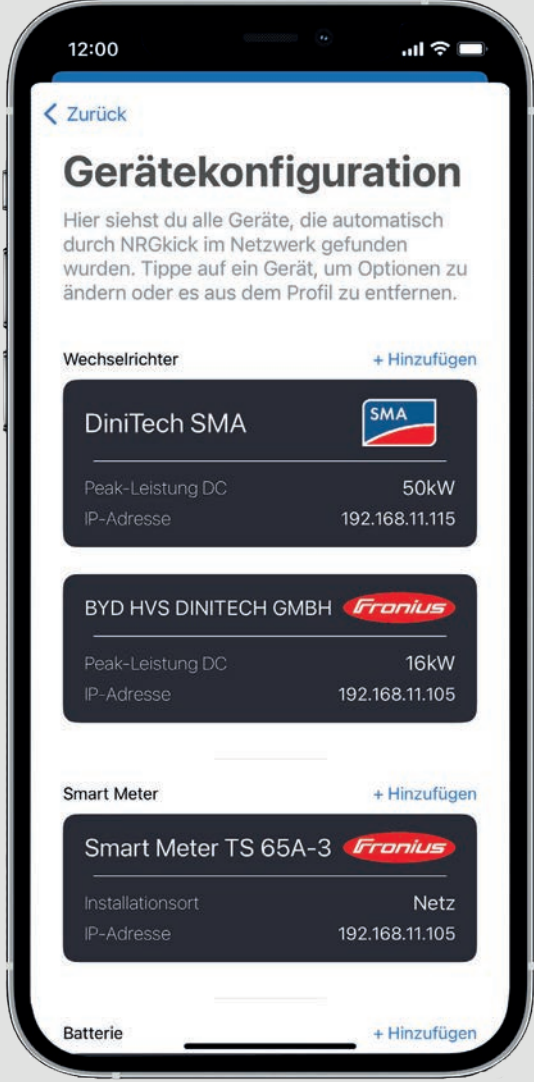 12:00
Zurück
Gerätekonfiguration
Hier siehst du alle Geräte, die automatisch
durch NRGkick im Netzwerk gefunden
wurden. Tippe auf ein Gerät, um Optionen zu
ändern oder es aus dem Profil zu entfernen.
Wechselrichter + Hinzufügen
DiniTech SMA SMA
Peak-Leistung DC 50kW
IP-Adresse 192.168.11.115
BYD HVS DINITECH GMBH Fronius
Peak-Leistung DC 16kW
IP-Adresse 192.168.11.105
Smart Meter + Hinzufügen
Smart Meter TS 65A-3 Fronius
Installationsort Netz
IP-Adresse 192.168.11.105
Batterie + Hinzufügen